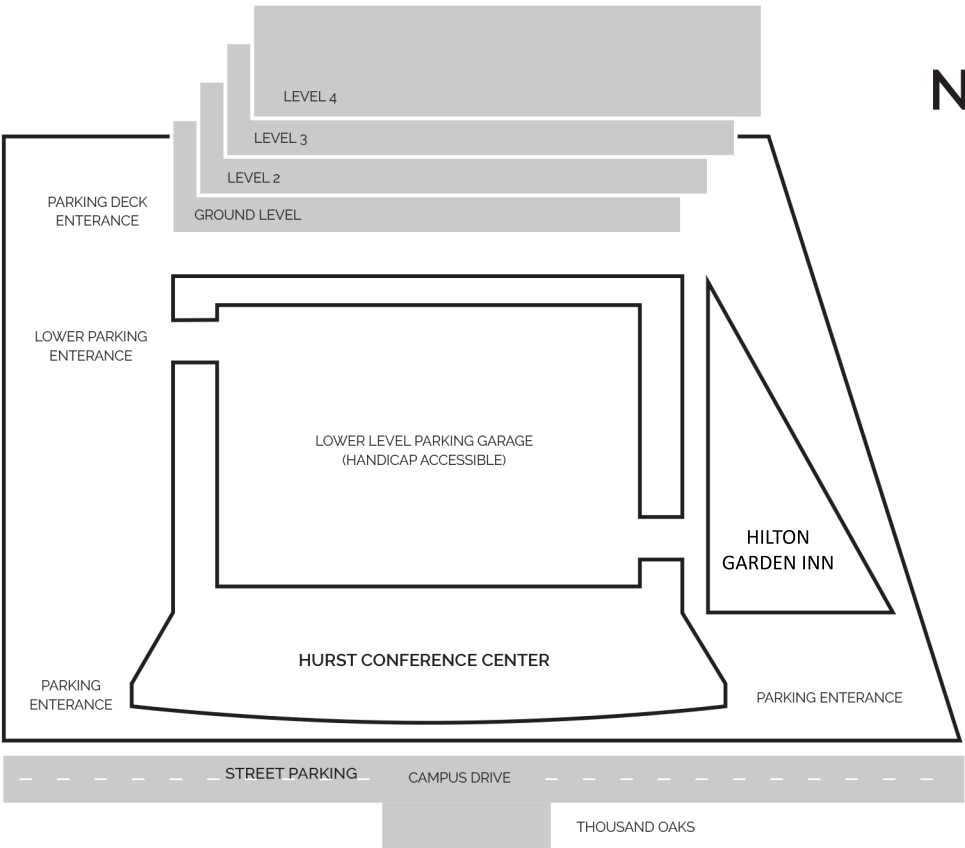 LEVEL 4
N
LEVEL 3
LEVEL 2
PARKING DECK
ENTERANCE
GROUND LEVEL
LOWER PARKING
ENTERANCE
LOWER LEVEL PARKING GARAGE
(HANDICAP ACCESSIBLE)
HILTON
GARDEN INN
HURST CONFERENCE CENTER
PARKING
ENTERANCE
PARKING ENTERANCE
STREET PARKING
CAMPUS DRIVE
THOUSAND OAKS